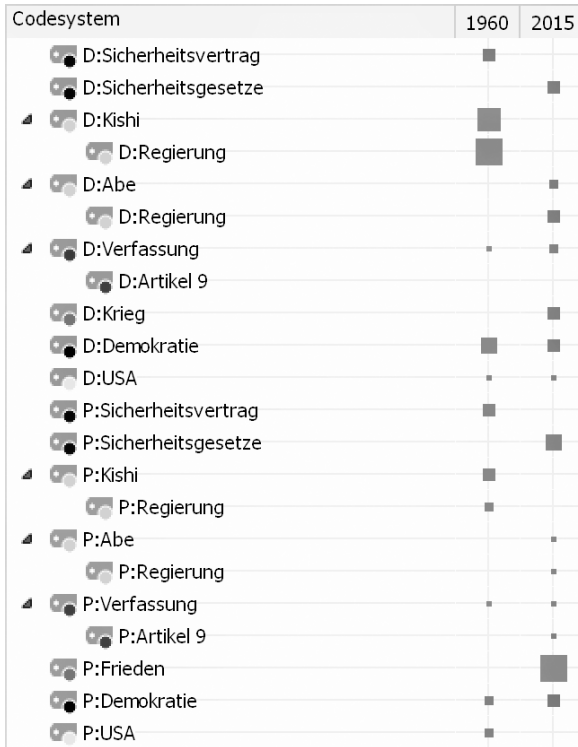 Codesystem 1960 2015
D:Sicherheitsvertrag
D:Sicherheitsgesetze
D:Kishi
D:Regierung
D:Abe
D:Regierung
D:Verfassung
D:Artikel 9
D:Krieg
D:Demokratie
D:USA
P:Sicherheitsvertrag
P:Sicherheitsgesetze
P:Kishi
P:Regierung
P:Abe
P:Regierung
P:Verfassung
P:Artikel 9
P:Frieden
P:Demokratie
P:USA